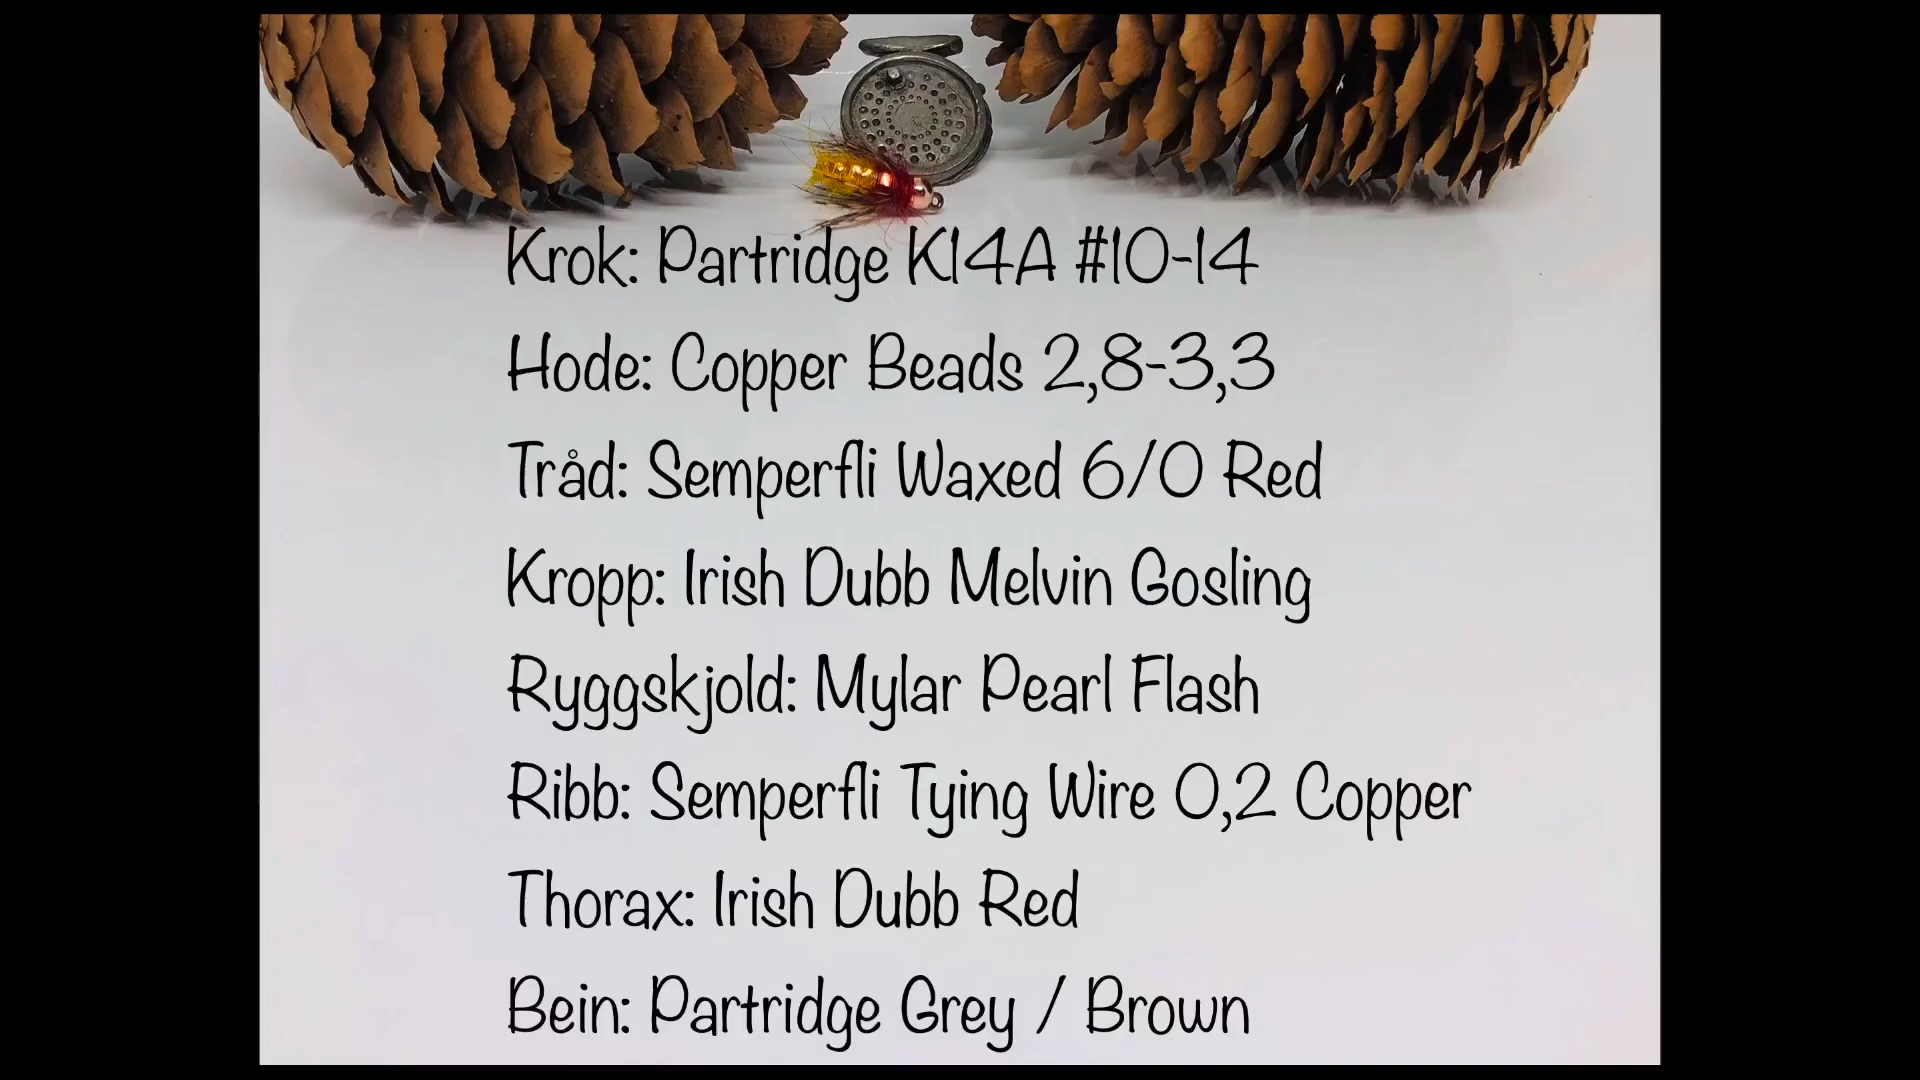 Krok: Partridge K14A #10-14
Hode: Copper Beads 2,8-3,3
Tråd: Semperfli Waxed 6/0 Red
Kropp: Irish Dubb Melvin Gosling
Ryggskjold: Mylar Pearl Flash
Ribb: Semperfli Tying Wire 0,2 Copper
Thorax: Irish Dubb Red
Bein: Partridge Grey / Brown